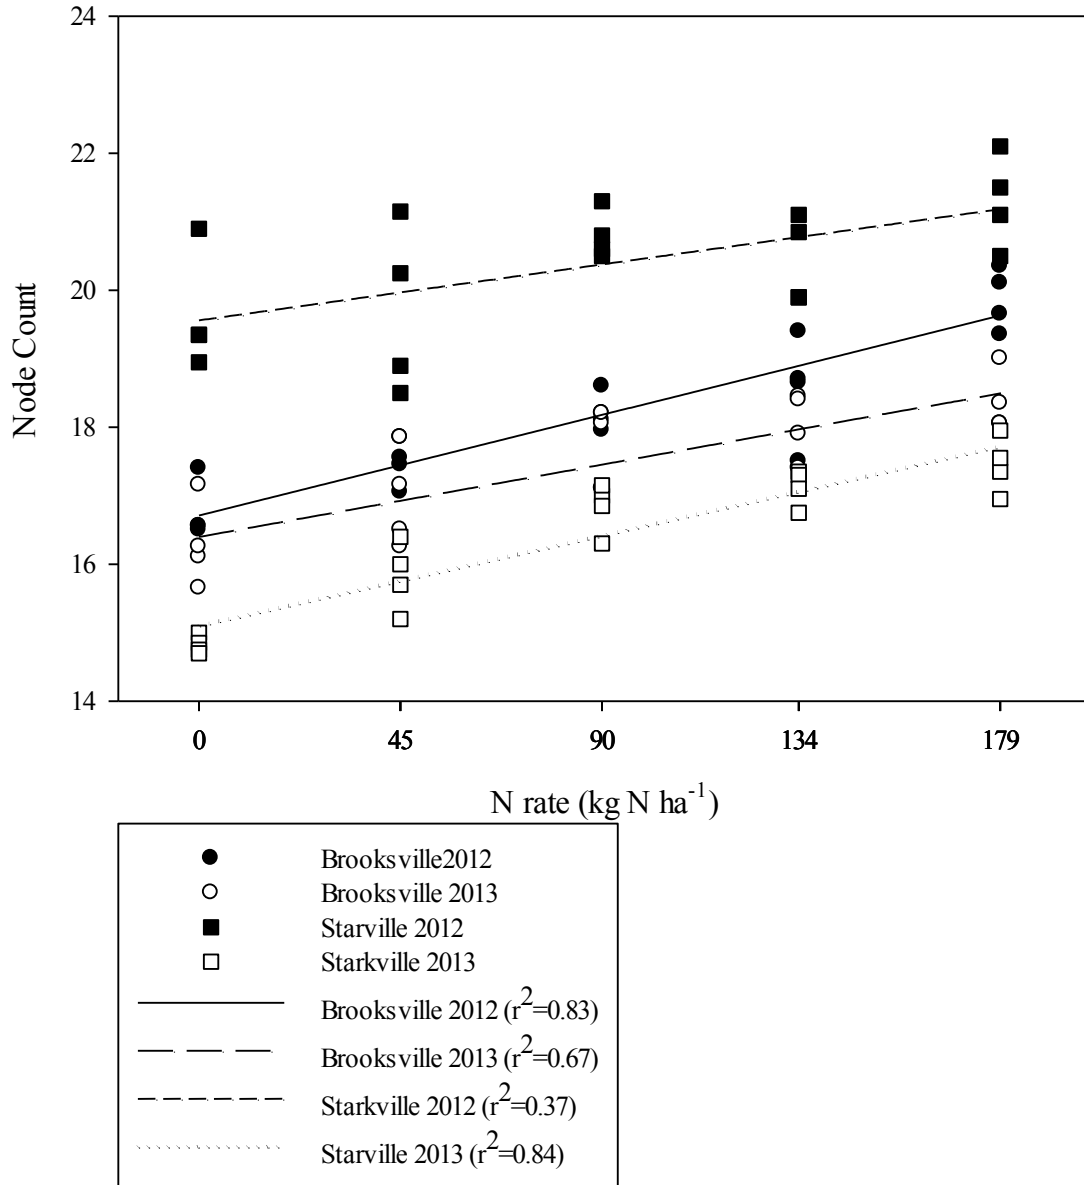 24
22
20
18
16
14
Node Count
0 45 90 134 179
N rate (kg N ha⁻¹)
Brooksville2012
Brooksville 2013
Starville 2012
Starkville 2013
Brooksville 2012 (r²=0.83)
Brooksville 2013 (r²=0.67)
Starkville 2012 (r²=0.37)
Starville 2013 (r²=0.84)